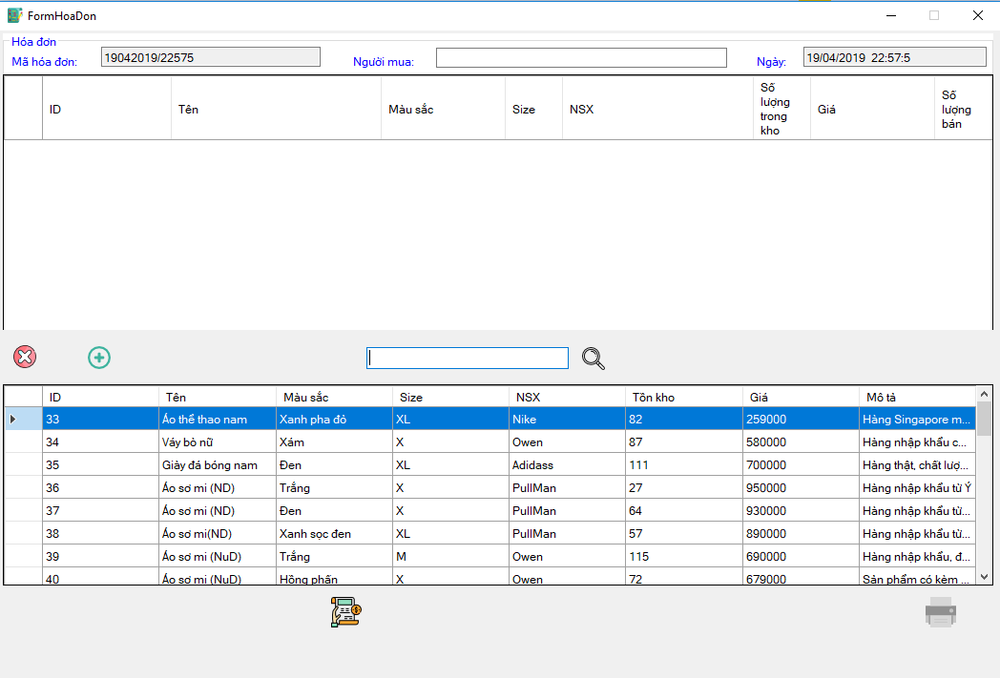 FormHoaDon
Hóa đơn
Mã hóa đơn: 19042019/22575 Người mua: Ngày: 19/04/2019 22:57:5
ID Tên Màu sắc Size NSX Số lượng trong kho Giá Số lượng bán
ID Tên Màu sắc Size NSX Tồn kho Giá Mô tả
33 Áo thể thao nam Xanh pha đỏ XL Nike 82 259000 Hàng Singapore m...
34 Váy bò nữ Xám X Owen 87 580000 Hàng nhập khẩu c...
35 Giày đá bóng nam Đen XL Adidass 111 700000 Hàng thật, chất lượ...
36 Áo sơ mi (ND) Trắng X PullMan 27 950000 Hàng nhập khẩu từ Ý
37 Áo sơ mi (ND) Đen X PullMan 64 930000 Hàng nhập khẩu từ...
38 Áo sơ mi(ND) Xanh sọc đen XL PullMan 57 890000 Hàng nhập khẩu từ...
39 Áo sơ mi (NuD) Trắng M Owen 115 690000 Hàng nhập khẩu, đ...
40 Áo sơ mi (NuD) Hồng phấn X Owen 72 679000 Sản phẩm có kèm ...